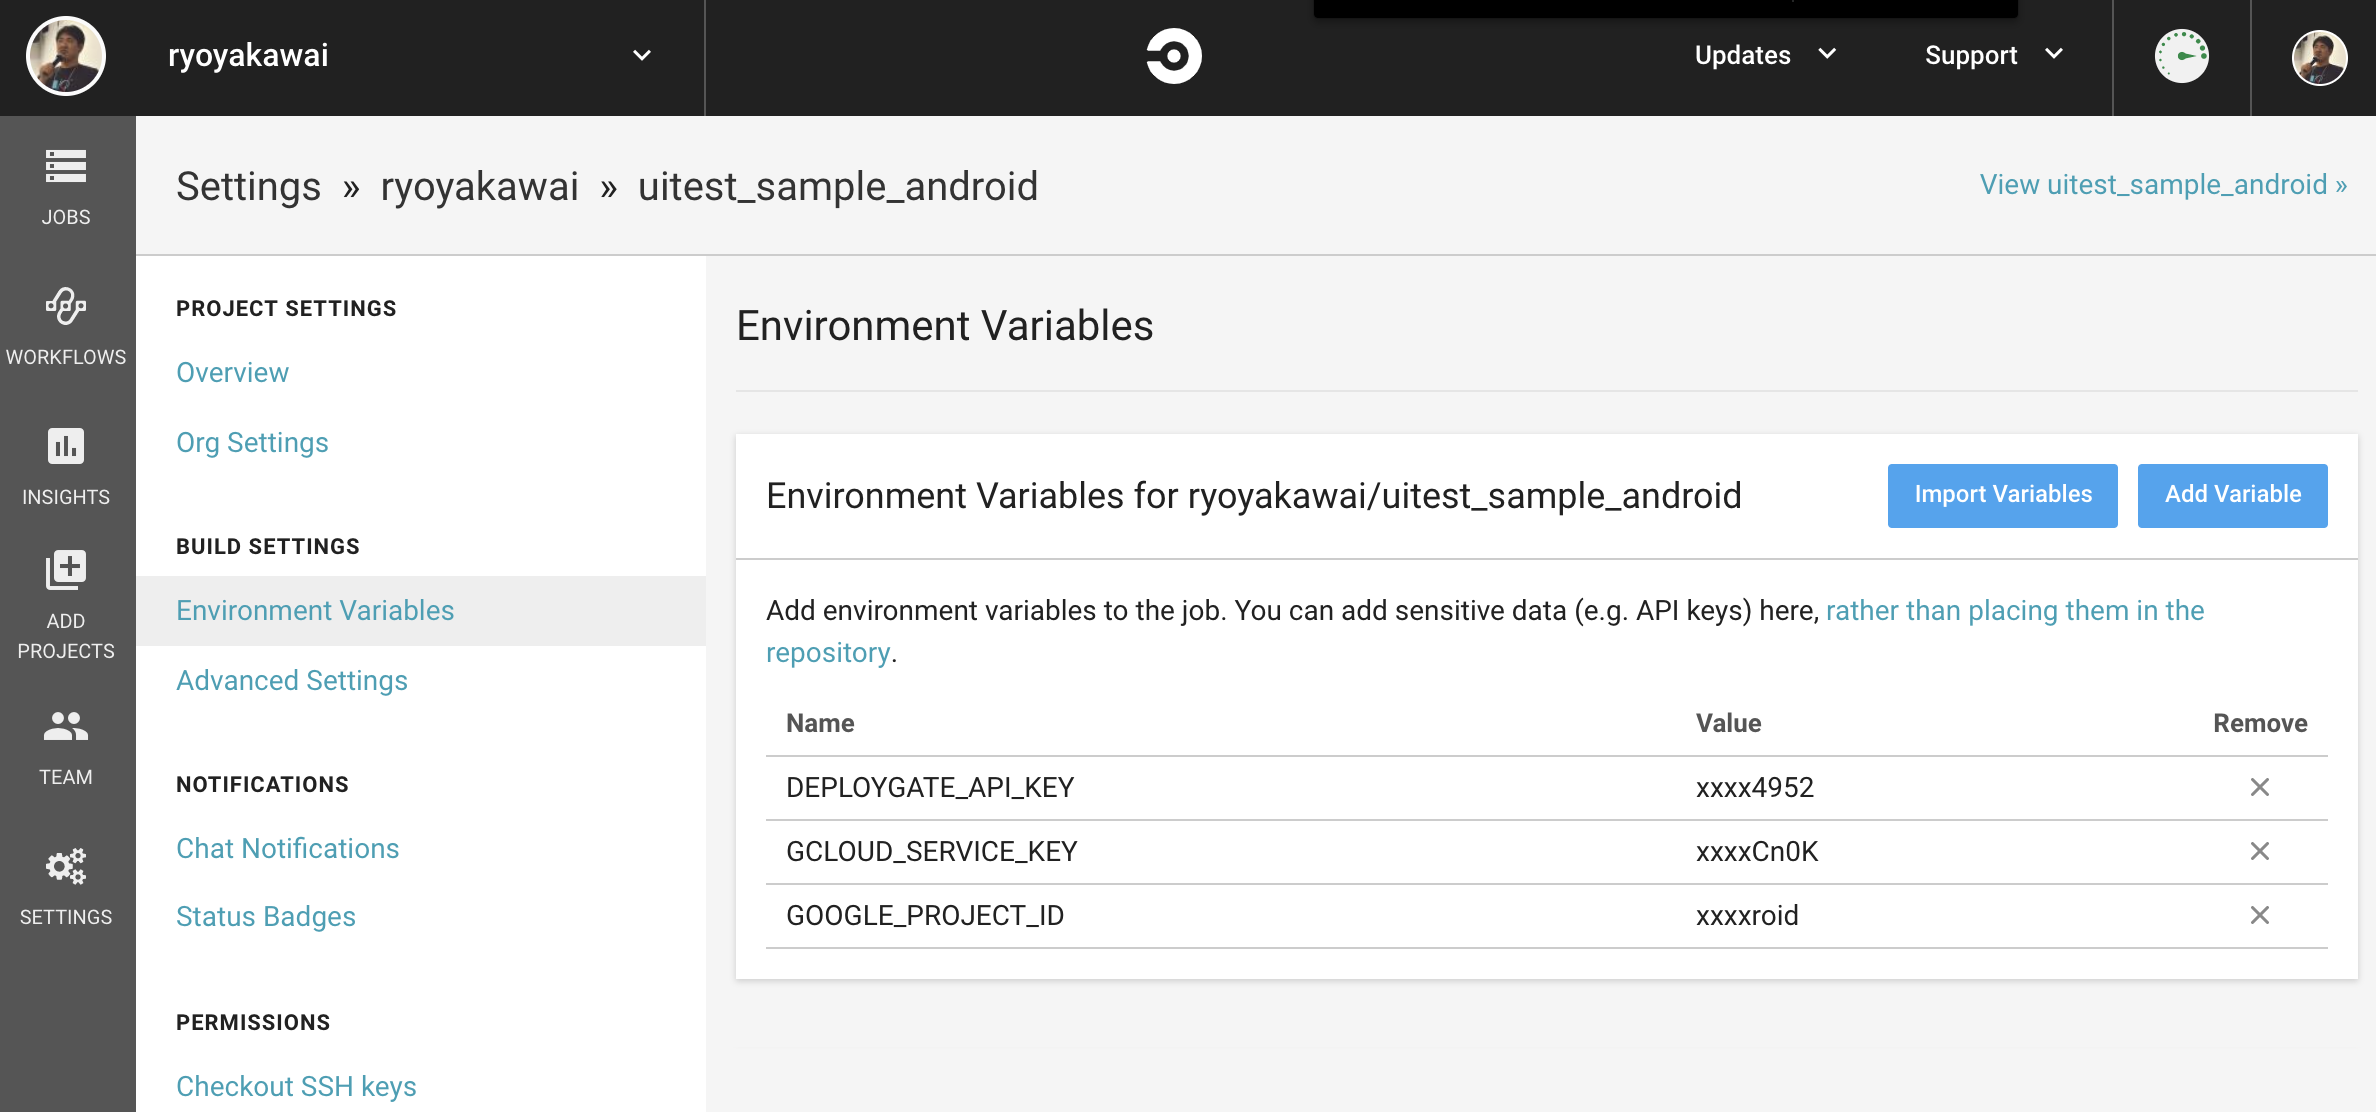 ryoyakawai
Updates
Support
JOBS
WORKFLOWS
INSIGHTS
ADD
PROJECTS
TEAM
SETTINGS
Settings » ryoyakawai » uitest_sample_android
View uitest_sample_android »
PROJECT SETTINGS
Overview
Org Settings
BUILD SETTINGS
Environment Variables
Advanced Settings
NOTIFICATIONS
Chat Notifications
Status Badges
PERMISSIONS
Checkout SSH keys
Environment Variables
Environment Variables for ryoyakawai/uitest_sample_android
Import Variables
Add Variable
Add environment variables to the job. You can add sensitive data (e.g. API keys) here, rather than placing them in the
repository.
Name Value Remove
DEPLOYGATE_API_KEY xxxx4952
GCLOUD_SERVICE_KEY xxxxCn0K
GOOGLE_PROJECT_ID xxxxroid